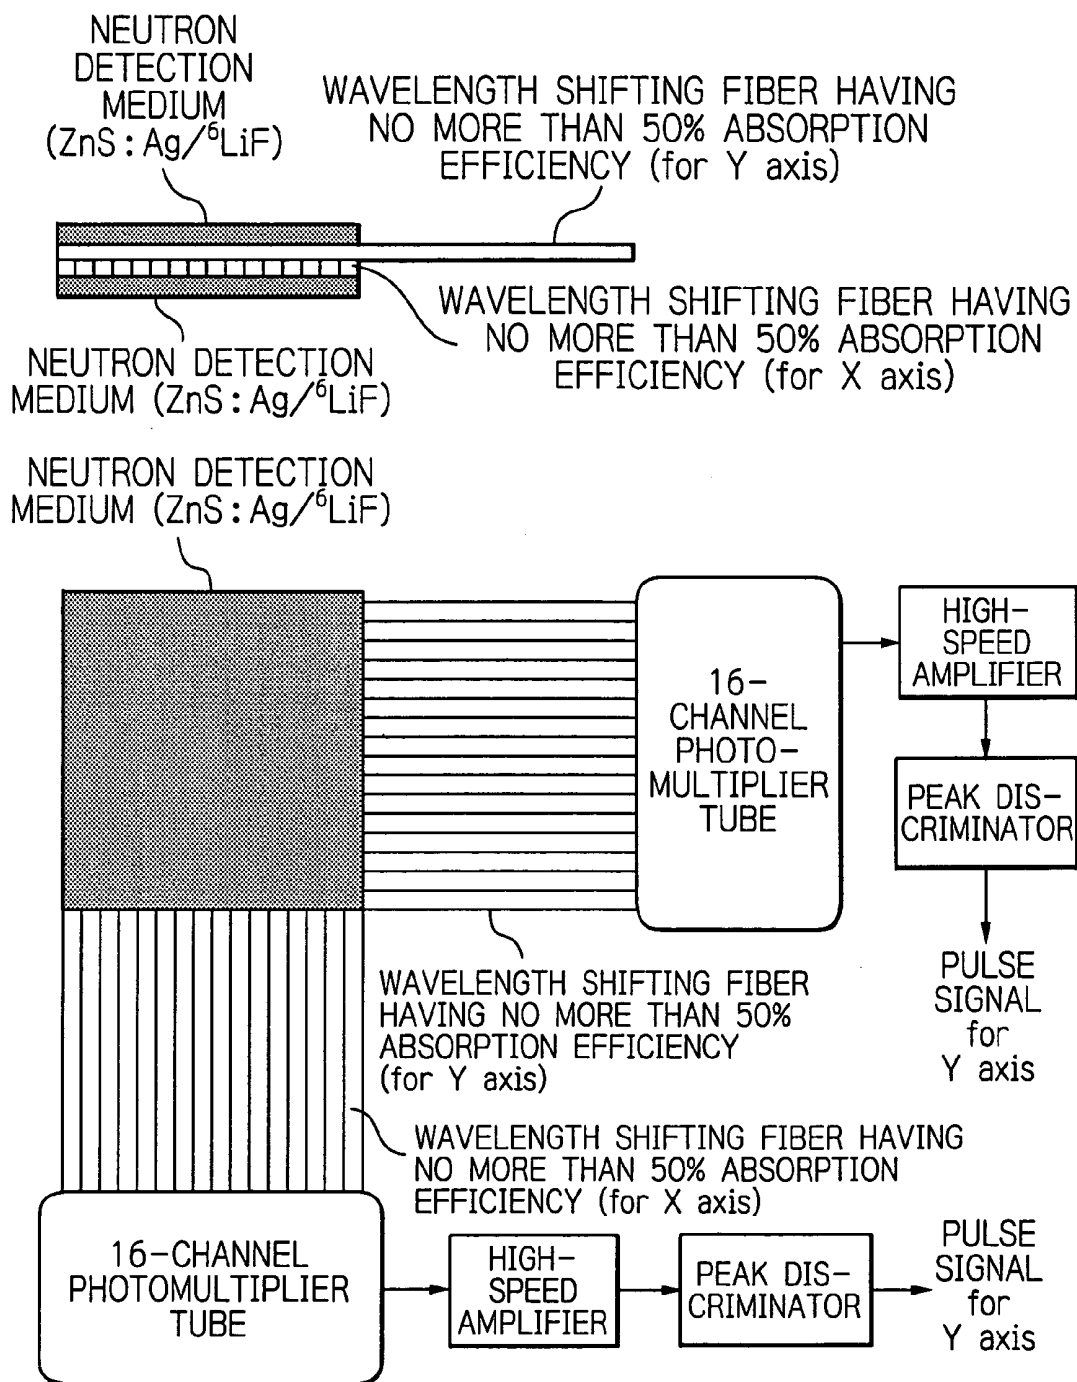 NEUTRON
DETECTION
MEDIUM
(ZnS:Ag/⁶LiF)
WAVELENGTH SHIFTING FIBER HAVING
NO MORE THAN 50% ABSORPTION
EFFICIENCY (for Y axis)
WAVELENGTH SHIFTING FIBER HAVING
NO MORE THAN 50% ABSORPTION
EFFICIENCY (for X axis)
NEUTRON DETECTION
MEDIUM (ZnS:Ag/⁶LiF)
NEUTRON DETECTION
MEDIUM (ZnS:Ag/⁶LiF)
16-
CHANNEL
PHOTO-
MULTIPLIER
TUBE
HIGH-
SPEED
AMPLIFIER
PEAK DIS-
CRIMINATOR
PULSE
SIGNAL
for
Y axis
WAVELENGTH SHIFTING FIBER
HAVING NO MORE THAN 50%
ABSORPTION EFFICIENCY
(for Y axis)
WAVELENGTH SHIFTING FIBER HAVING
NO MORE THAN 50% ABSORPTION
EFFICIENCY (for X axis)
16-CHANNEL
PHOTOMULTIPLIER
TUBE
HIGH-
SPEED
AMPLIFIER
PEAK DIS-
CRIMINATOR
PULSE
SIGNAL
for
Y axis